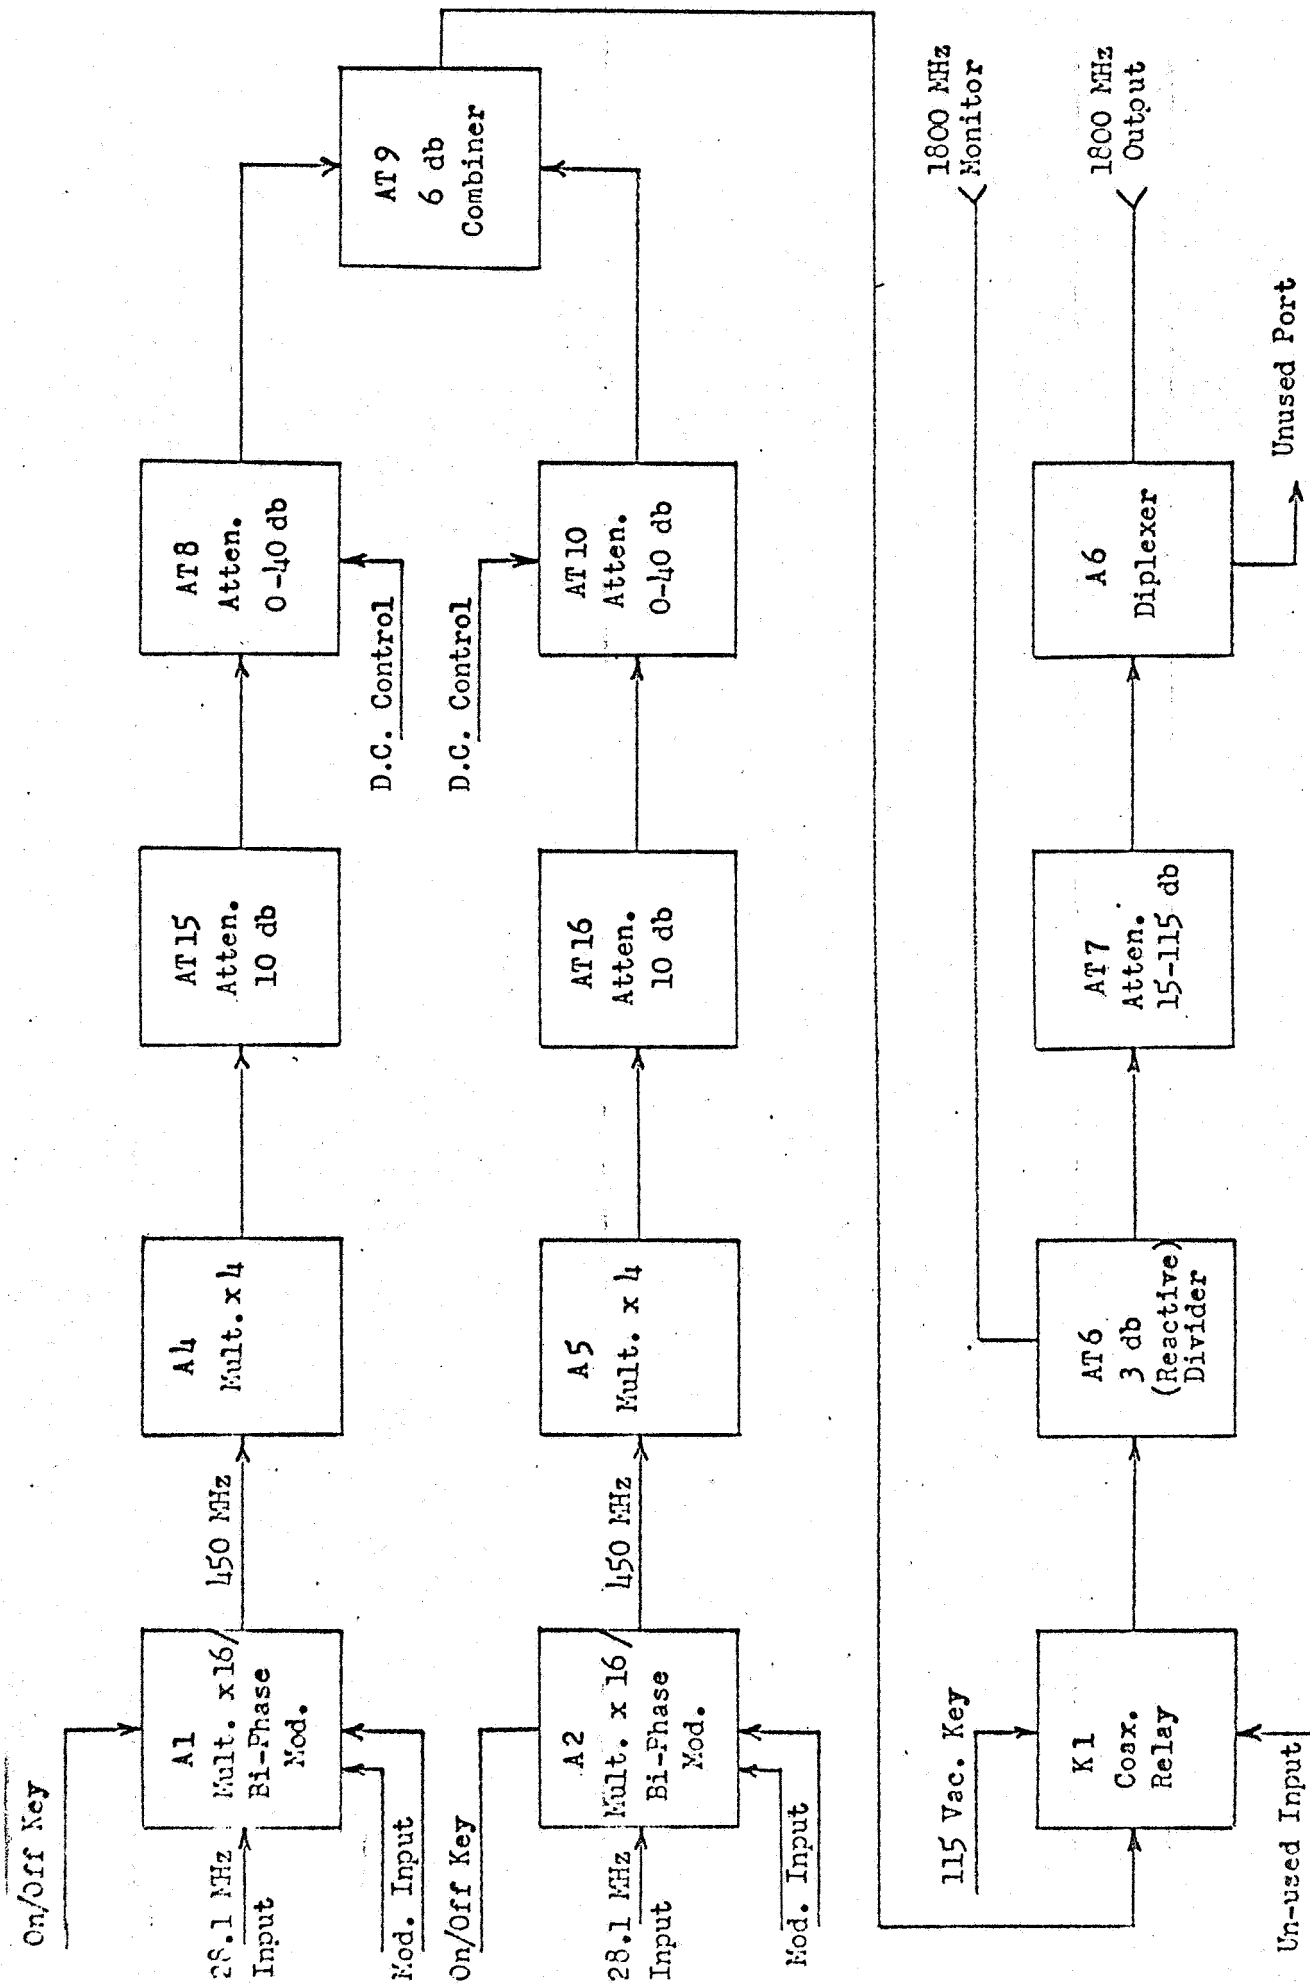 On/Off Key
28.1 MHz
Input
A1
Mult. x 16/
Bi-Phase
Mod.
Mod. Input
450 MHz
A4
Mult. x 4
AT15
Atten.
10 db
AT8
Atten.
0-40 db
D.C. Control
AT9
6 db
Combiner
On/Off Key
28.1 MHz
Input
A2
Mult. x 16/
Bi-Phase
Mod.
Mod. Input
450 MHz
A5
Mult. x 4
AT16
Atten.
10 db
D.C. Control
AT10
Atten.
0-40 db
115 Vac. Key
K1
Coax.
Relay
Un-used Input
AT6
3 db
(Reactive)
Divider
AT7
Atten.
15-115 db
A6
Diplexer
Unused Port
1800 MHz
Monitor
1800 MHz
Output